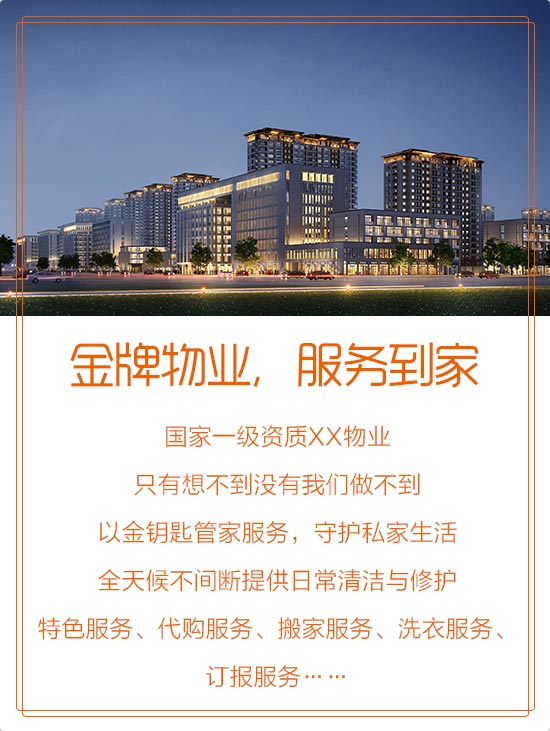 金牌物业，服务到家
国家一级资质XX物业
只有想不到没有我们做不到
以金钥匙管家服务，守护私家生活
全天候不间断提供日常清洁与修护
特色服务、代购服务、搬家服务、洗衣服务、
订报服务……